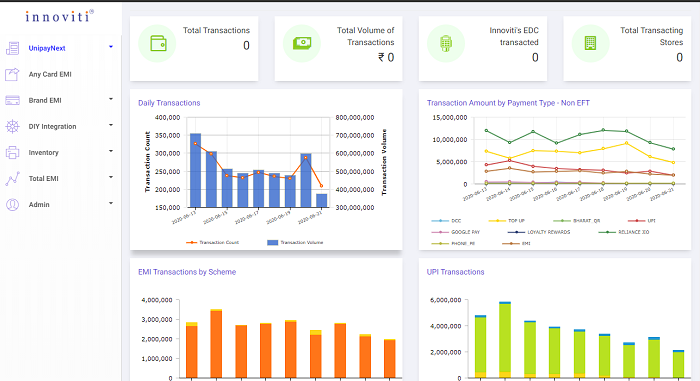 innoviti®
UnipayNext
Any Card EMI
Brand EMI
DIY Integration
Inventory
Total EMI
Admin
Total Transactions
0
Total Volume of
Transactions
₹ 0
Innoviti's EDC
transacted
0
Total Transacting
Stores
0
Daily Transactions
400,000
350,000
300,000
250,000
200,000
150,000
Transaction Count
800,000,000
700,000,000
600,000,000
500,000,000
400,000,000
300,000,000
Transaction Volume
2020-06-13
2020-06-15
2020-06-17
2020-06-19
2020-06-21
Transaction Count
Transaction Volume
Transaction Amount by Payment Type - Non EFT
15,000,000
10,000,000
5,000,000
0
2020-06-13
2020-06-14
2020-06-15
2020-06-16
2020-06-17
2020-06-18
2020-06-19
2020-06-20
2020-06-21
DCC
TOP UP
BHARAT_QR
UPI
GOOGLE PAY
LOYALTY REWARDS
RELIANCE JIO
PHONE_PE
EMI
EMI Transactions by Scheme
4,000,000
3,000,000
2,000,000
1,000,000
UPI Transactions
6,000,000
4,000,000
2,000,000